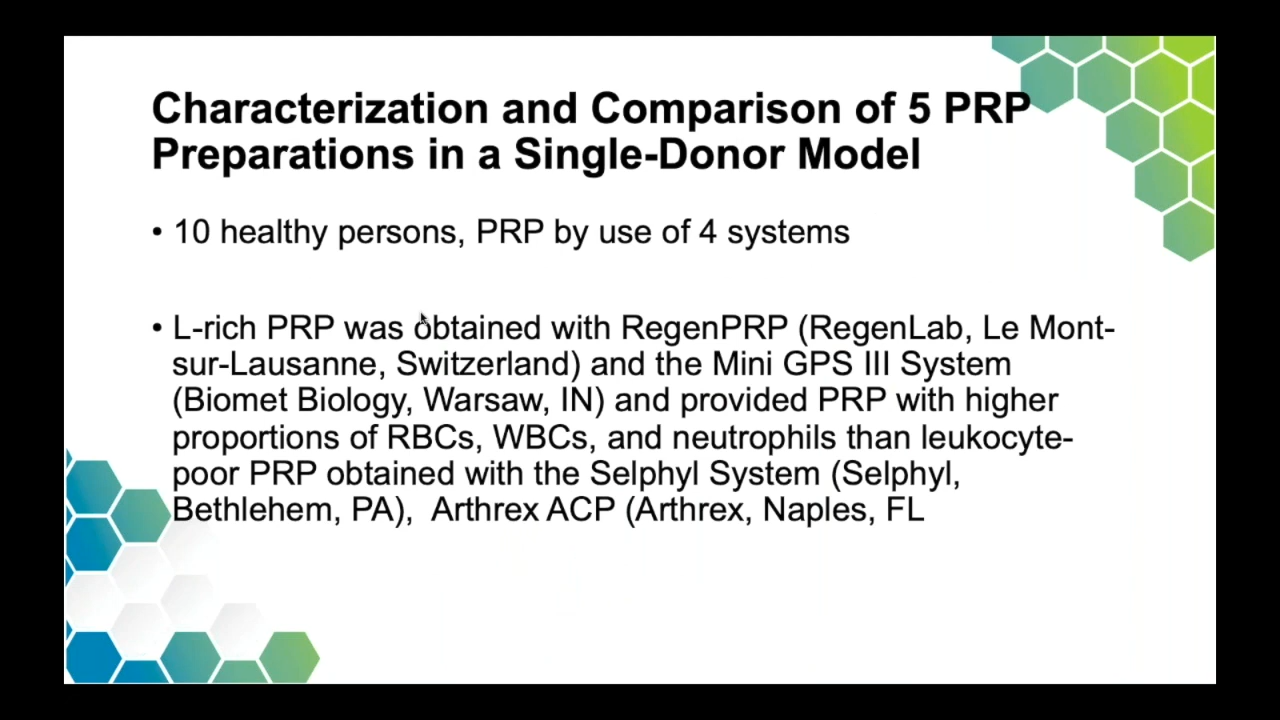 Characterization and Comparison of 5 PRP
Preparations in a Single-Donor Model
• 10 healthy persons, PRP by use of 4 systems
• L-rich PRP was obtained with RegenPRP (RegenLab, Le Mont-
sur-Lausanne, Switzerland) and the Mini GPS III System
(Biomet Biology, Warsaw, IN) and provided PRP with higher
proportions of RBCs, WBCs, and neutrophils than leukocyte-
poor PRP obtained with the Selphyl System (Selphyl,
Bethlehem, PA),  Arthrex ACP (Arthrex, Naples, FL